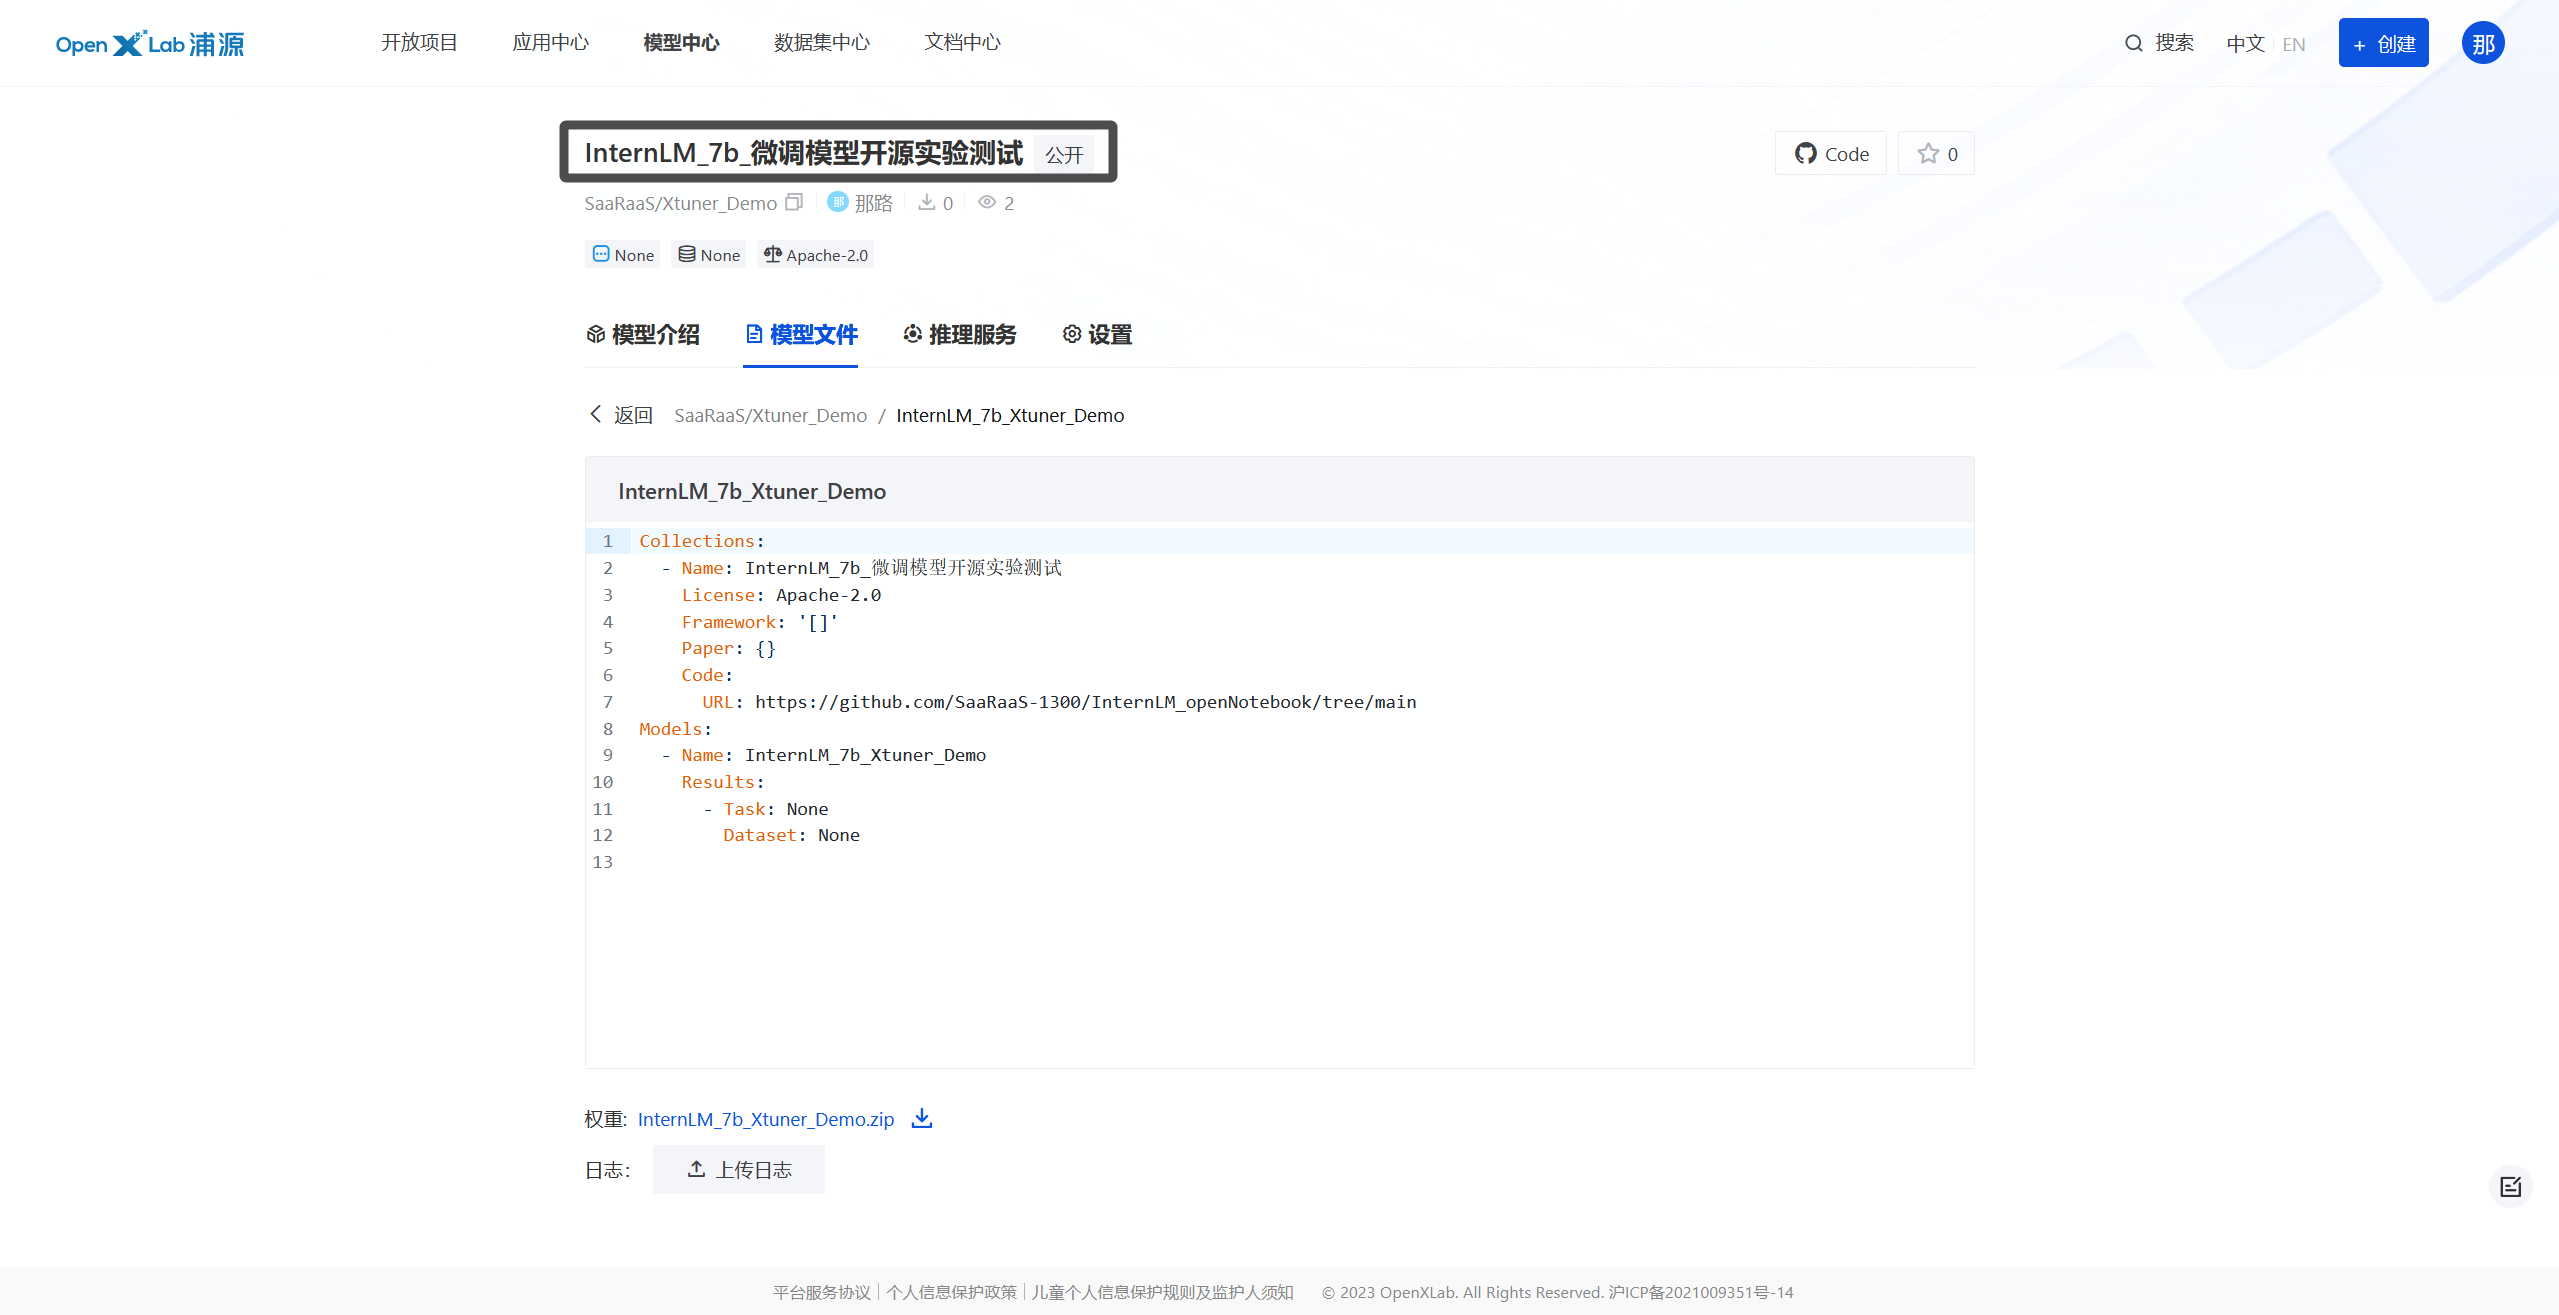 Open X Lab 浦源 开放项目 应用中心 模型中心 数据集中心 文档中心 搜索 中文 EN + 创建 那
InternLM_7b_微调模型开源实验测试 公开 Code 0
SaaRaaS/Xtuner_Demo 那 那路 0 2
None None Apache-2.0
模型介绍 模型文件 推理服务 设置
返回 SaaRaaS/Xtuner_Demo / InternLM_7b_Xtuner_Demo
InternLM_7b_Xtuner_Demo
1 Collections:
2 - Name: InternLM_7b_微调模型开源实验测试
3 License: Apache-2.0
4 Framework: '[]'
5 Paper: {}
6 Code:
7 URL: https://github.com/SaaRaaS-1300/InternLM_openNotebook/tree/main
8 Models:
9 - Name: InternLM_7b_Xtuner_Demo
10 Results:
11 - Task: None
12 Dataset: None
13
权重: InternLM_7b_Xtuner_Demo.zip
日志: 上传日志
平台服务协议 | 个人信息保护政策 | 儿童个人信息保护规则及监护人须知 © 2023 OpenXLab. All Rights Reserved. 沪ICP备2021009351号-14